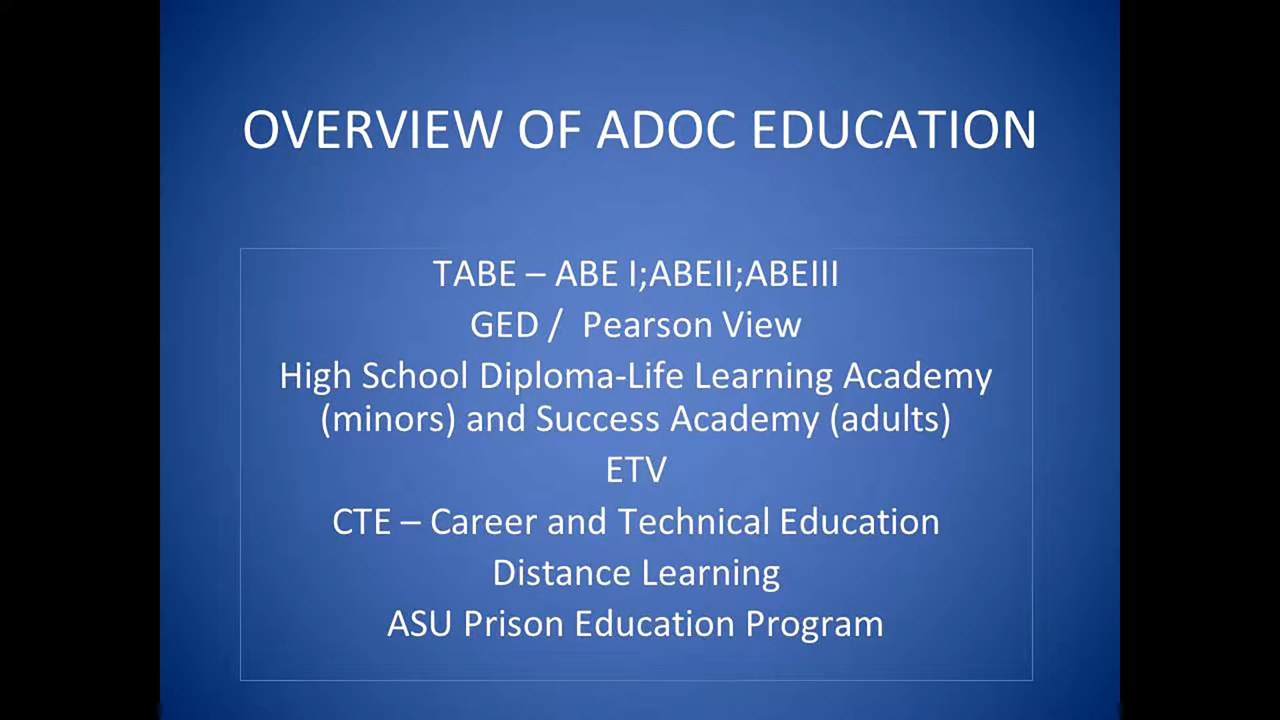 OVERVIEW OF ADOC EDUCATION
TABE – ABE I;ABEII;ABEIII
GED /  Pearson View
High School Diploma-Life Learning Academy
(minors) and Success Academy (adults)
ETV
CTE – Career and Technical Education
Distance Learning
ASU Prison Education Program